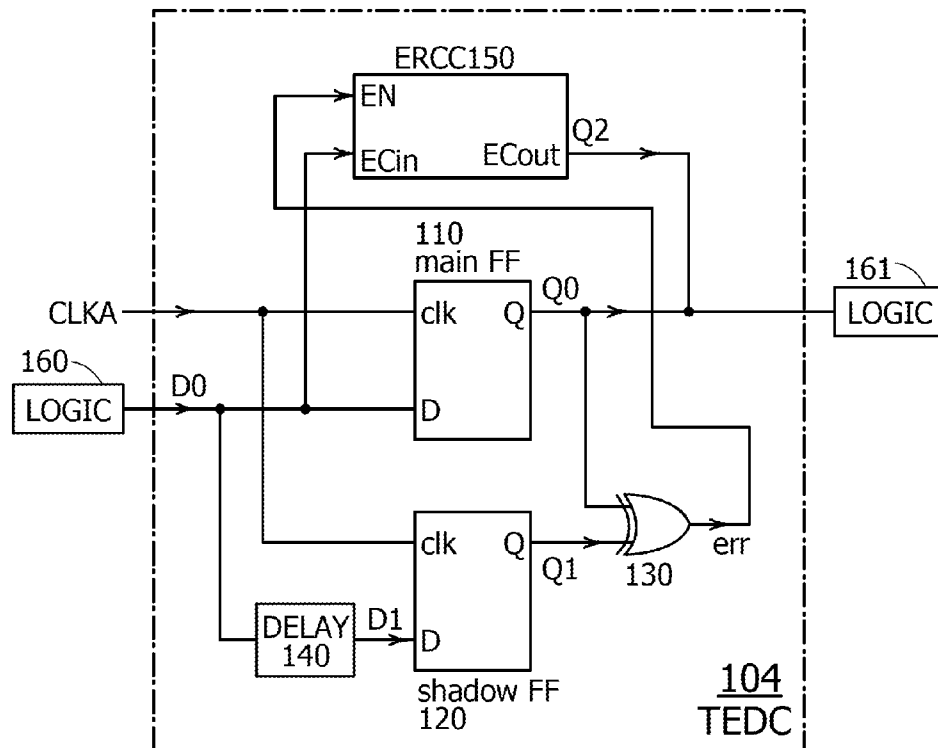 ERCC150
EN
Q2
ECin
ECout
110
main FF
161
CLKA
clk
Q
Q0
LOGIC
160
D0
LOGIC
D
clk
Q
Q1
130
err
DELAY
140
D1
D
shadow FF
120
104
TEDC